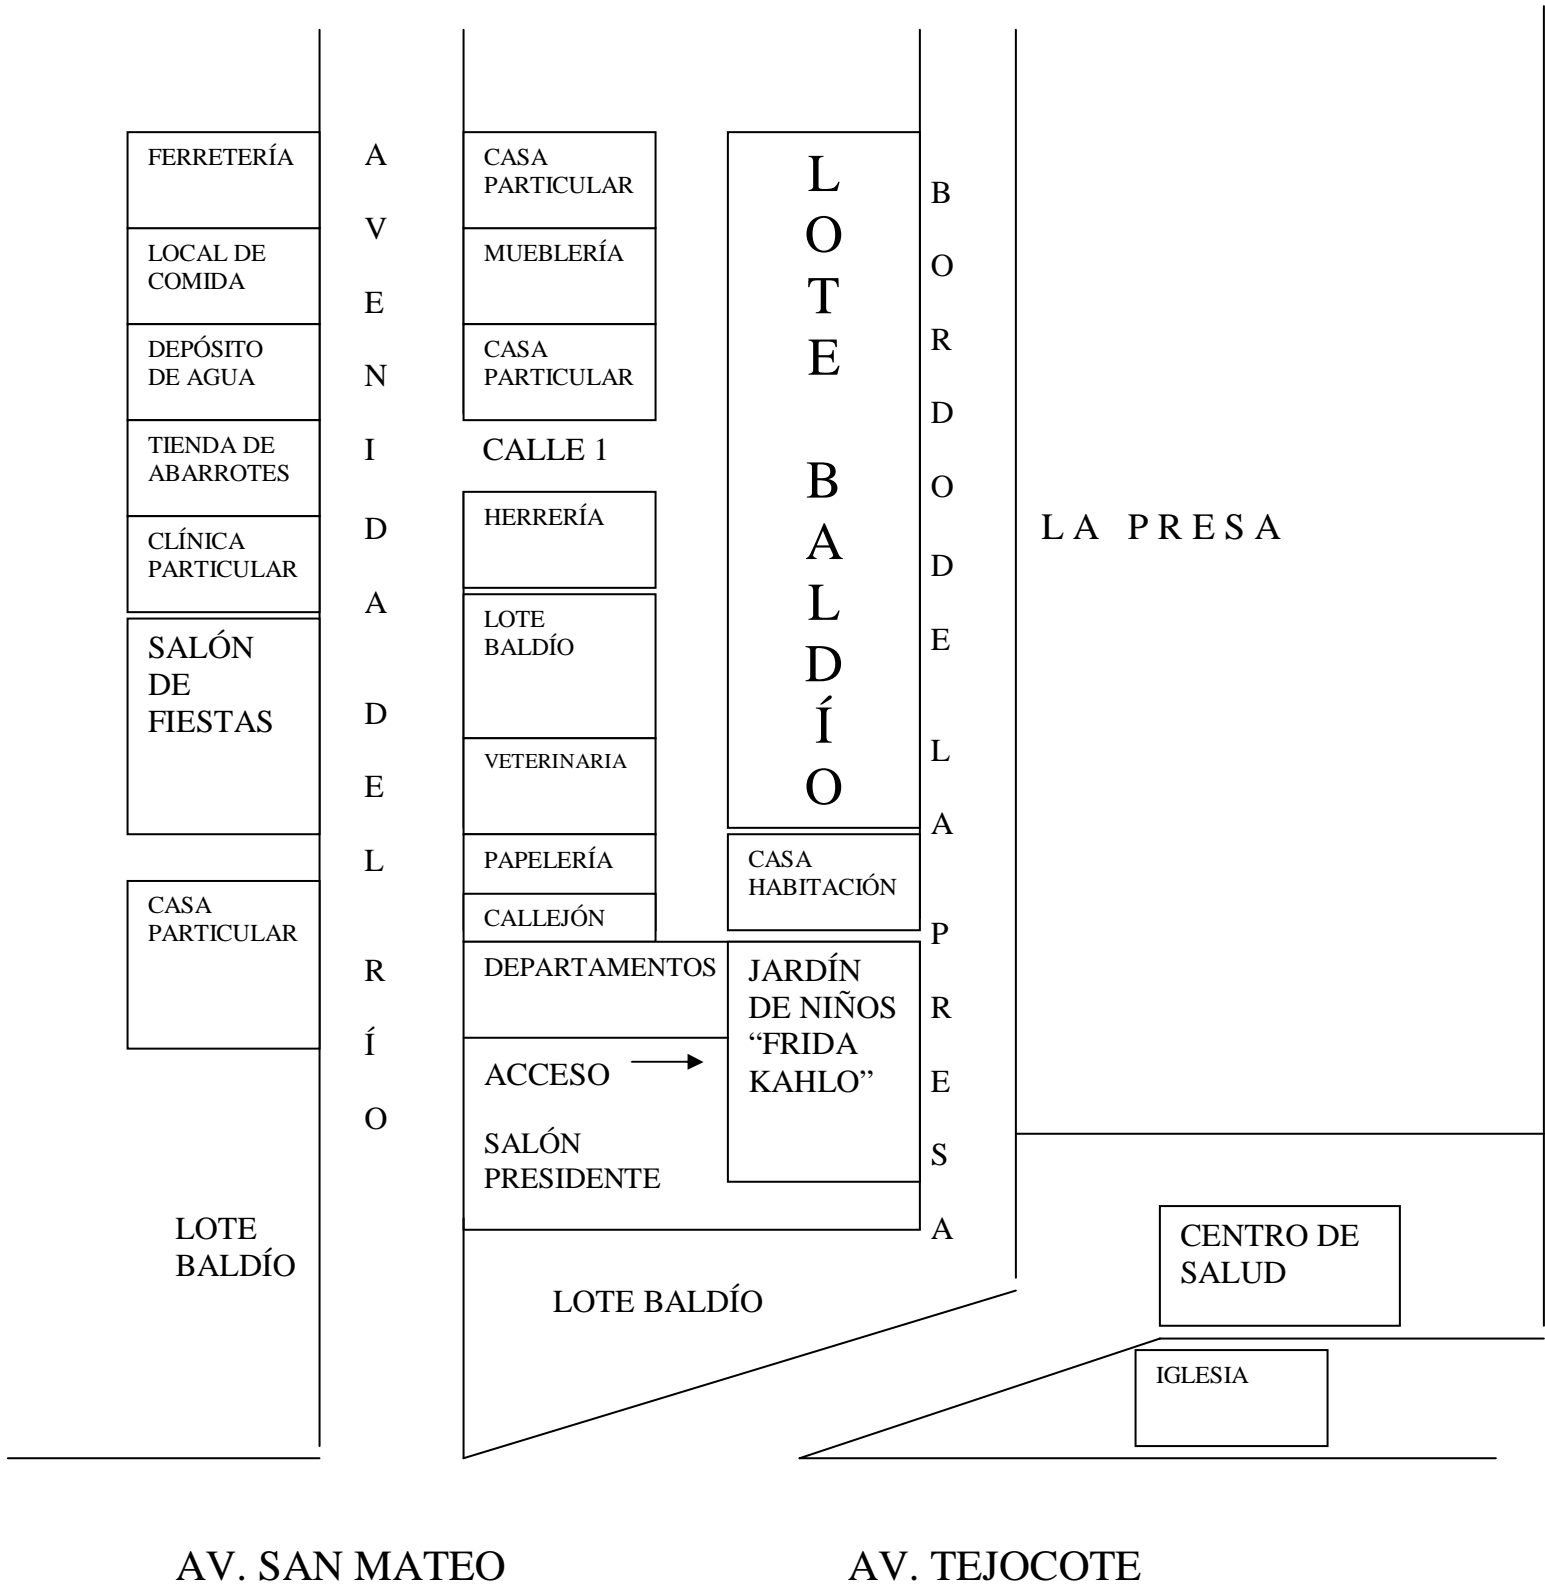 FERRETERÍA
LOCAL DE
COMIDA
DEPÓSITO
DE AGUA
TIENDA DE
ABARROTES
CLÍNICA
PARTICULAR
SALÓN
DE
FIESTAS
CASA
PARTICULAR
LOTE
BALDÍO
A
V
E
N
I
D
A
D
E
L
R
Í
O
CASA
PARTICULAR
MUEBLERÍA
CASA
PARTICULAR
CALLE 1
HERRERÍA
LOTE
BALDÍO
VETERINARIA
PAPELERÍA
CALLEJÓN
DEPARTAMENTOS
ACCESO
SALÓN
PRESIDENTE
LOTE BALDÍO
L
O
T
E
B
A
L
D
Í
O
CASA
HABITACIÓN
JARDÍN
DE NIÑOS
“FRIDA
KAHLO”
B
O
R
D
O
D
E
L
A
P
R
E
S
A
LA PRESA
CENTRO DE
SALUD
IGLESIA
AV. SAN MATEO
AV. TEJOCOTE